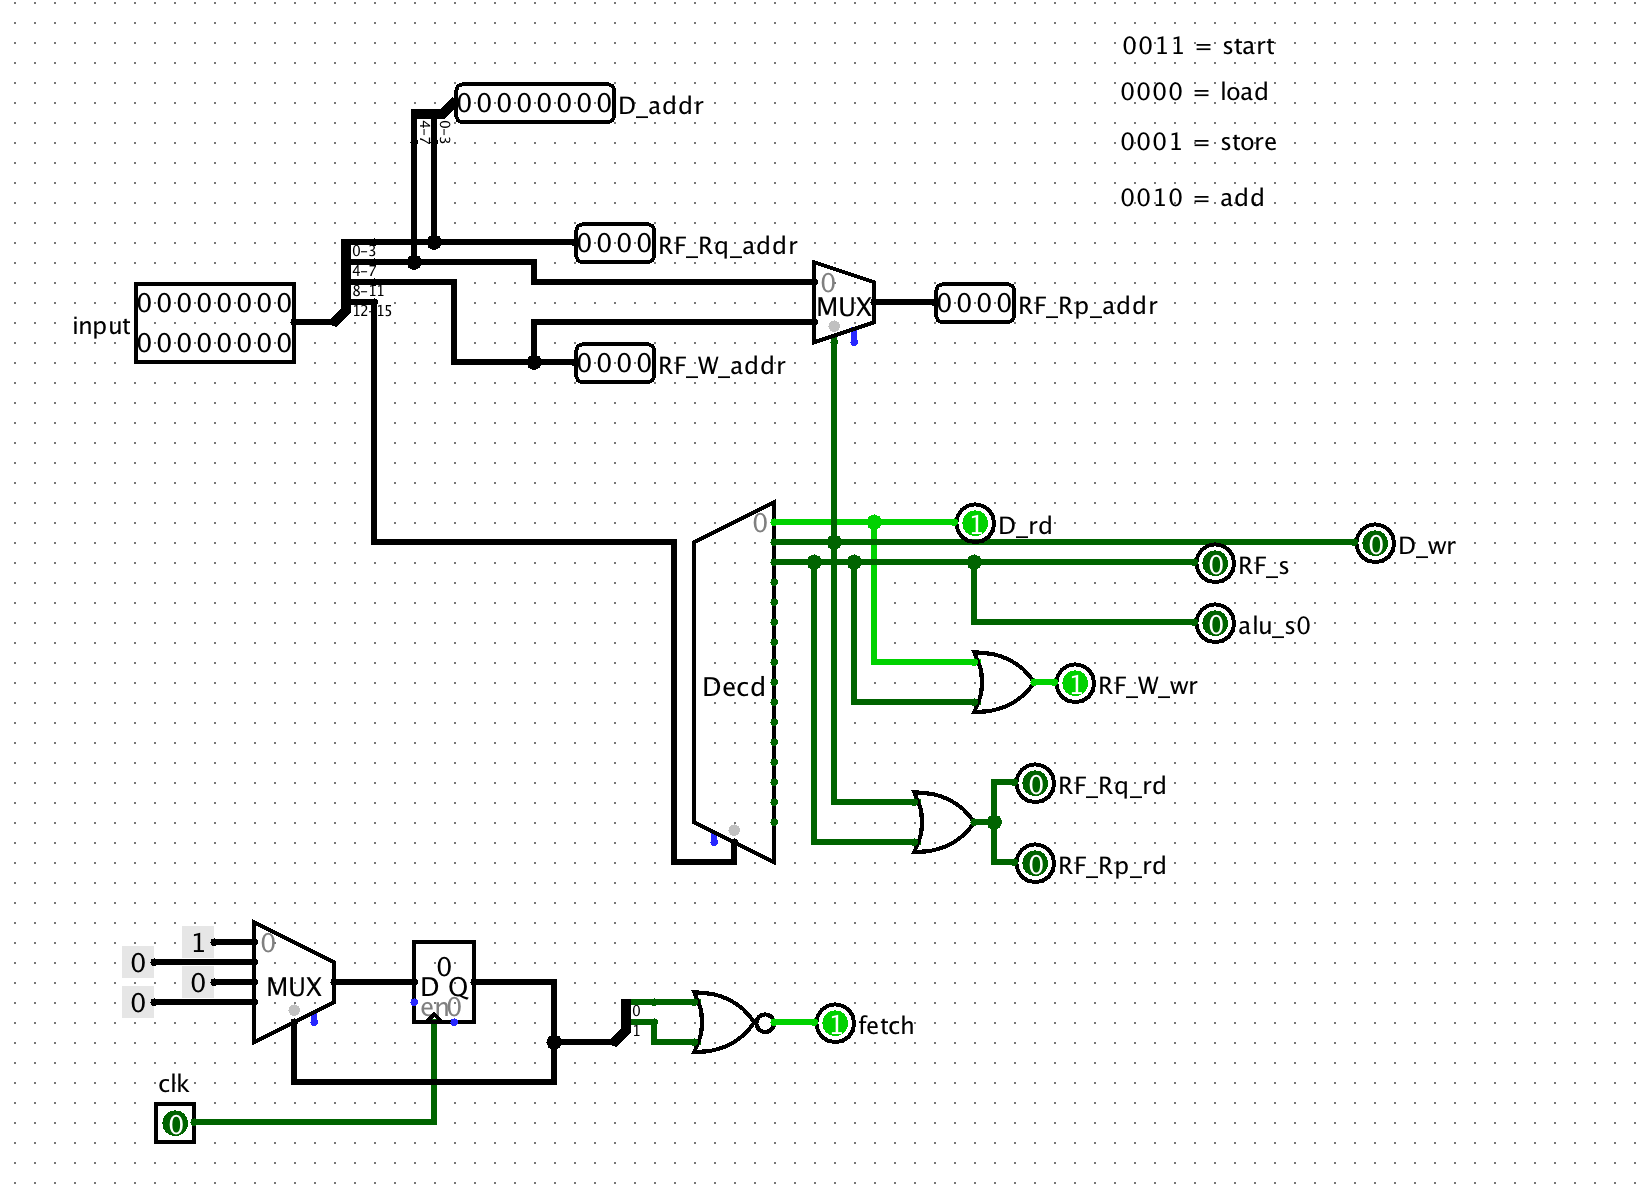 0011 = start
0000 = load
0001 = store
0010 = add
00000000 D_addr
4-7
0-3
0000 RF_Rq_addr
0-3
4-7
8-11
12-15
input 00000000
00000000
0
MUX
0000 RF_Rp_addr
0000 RF_W_addr
0
Decd
1 D_rd
0 D_wr
0 RF_s
0 alu_s0
1 RF_W_wr
0 RF_Rq_rd
0 RF_Rp_rd
1
0
0
0
0
MUX
0
D Q
en 0
0
1
1 fetch
clk
0